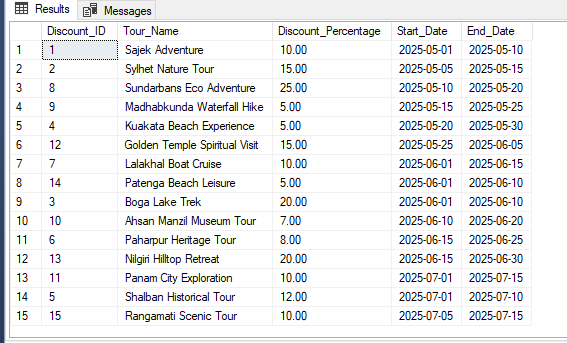 Results Messages
Discount_ID Tour_Name Discount_Percentage Start_Date End_Date
1 1 Sajek Adventure 10.00 2025-05-01 2025-05-10
2 2 Sylhet Nature Tour 15.00 2025-05-05 2025-05-15
3 8 Sundarbans Eco Adventure 25.00 2025-05-10 2025-05-20
4 9 Madhabkunda Waterfall Hike 5.00 2025-05-15 2025-05-25
5 4 Kuakata Beach Experience 5.00 2025-05-20 2025-05-30
6 12 Golden Temple Spiritual Visit 15.00 2025-05-25 2025-06-05
7 7 Lalakhal Boat Cruise 10.00 2025-06-01 2025-06-15
8 14 Patenga Beach Leisure 5.00 2025-06-01 2025-06-10
9 3 Boga Lake Trek 20.00 2025-06-01 2025-06-10
10 10 Ahsan Manzil Museum Tour 7.00 2025-06-10 2025-06-20
11 6 Paharpur Heritage Tour 8.00 2025-06-15 2025-06-25
12 13 Nilgiri Hilltop Retreat 20.00 2025-06-15 2025-06-30
13 11 Panam City Exploration 10.00 2025-07-01 2025-07-15
14 5 Shalban Historical Tour 12.00 2025-07-01 2025-07-10
15 15 Rangamati Scenic Tour 10.00 2025-07-05 2025-07-15